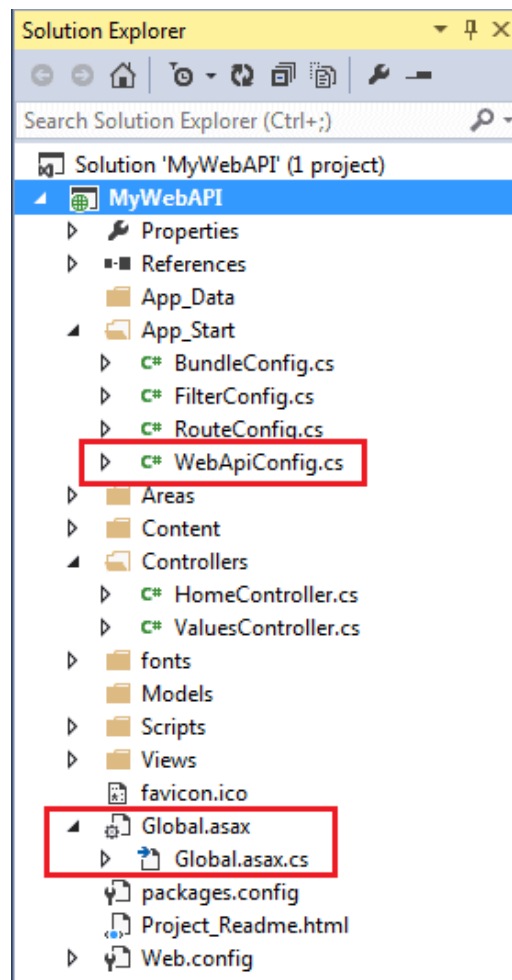 Solution Explorer
Search Solution Explorer (Ctrl+;)
Solution 'MyWebAPI' (1 project)
MyWebAPI
Properties
References
App_Data
App_Start
C# BundleConfig.cs
C# FilterConfig.cs
C# RouteConfig.cs
C# WebApiConfig.cs
Areas
Content
Controllers
C# HomeController.cs
C# ValuesController.cs
fonts
Models
Scripts
Views
favicon.ico
Global.asax
Global.asax.cs
packages.config
Project_Readme.html
Web.config